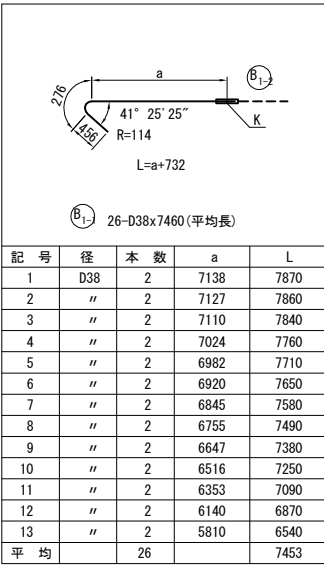 a
276
B1-2
41° 25′25″
456
R=114
K
L=a+732
B1-1 26-D38x7460(平均長)
記 号 径 本 数 a L
1 D38 2 7138 7870
2 〃 2 7127 7860
3 〃 2 7110 7840
4 〃 2 7024 7760
5 〃 2 6982 7710
6 〃 2 6920 7650
7 〃 2 6845 7580
8 〃 2 6755 7490
9 〃 2 6647 7380
10 〃 2 6516 7250
11 〃 2 6353 7090
12 〃 2 6140 6870
13 〃 2 5810 6540
平 均 26 7453